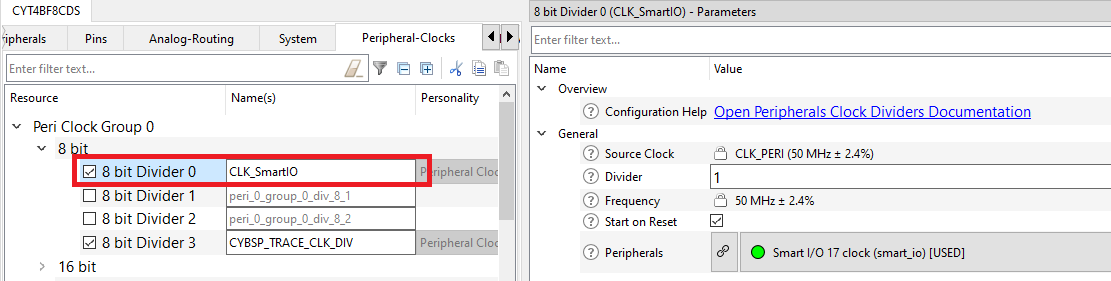 CYT4BF8CDS
ripherals Pins Analog-Routing System Peripheral-Clocks
Enter filter text...
Resource Name(s) Personality
Peri Clock Group 0
8 bit
8 bit Divider 0 CLK_SmartIO Peripheral Cloc
8 bit Divider 1 peri_0_group_0_div_8_1
8 bit Divider 2 peri_0_group_0_div_8_2
8 bit Divider 3 CYBSP_TRACE_CLK_DIV Peripheral Cloc
16 bit
8 bit Divider 0 (CLK_SmartIO) - Parameters
Enter filter text...
Name Value
Overview
Configuration Help Open Peripherals Clock Dividers Documentation
General
Source Clock CLK_PERI (50 MHz ± 2.4%)
Divider 1
Frequency 50 MHz ± 2.4%
Start on Reset
Peripherals Smart I/O 17 clock (smart_io) [USED]